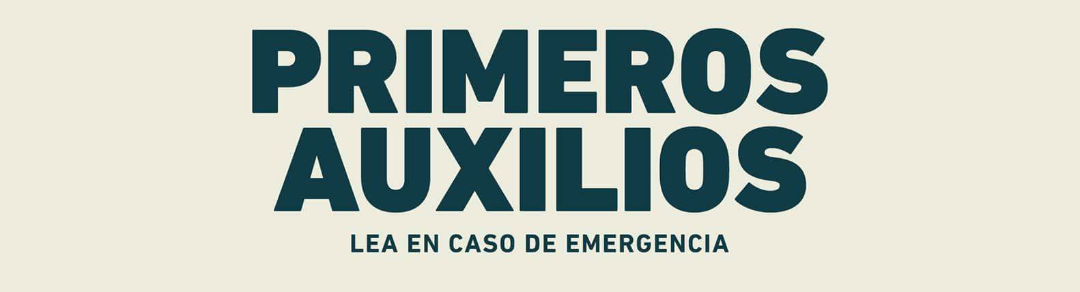 PRIMEROS
AUXILIOS
LEA EN CASO DE EMERGENCIA